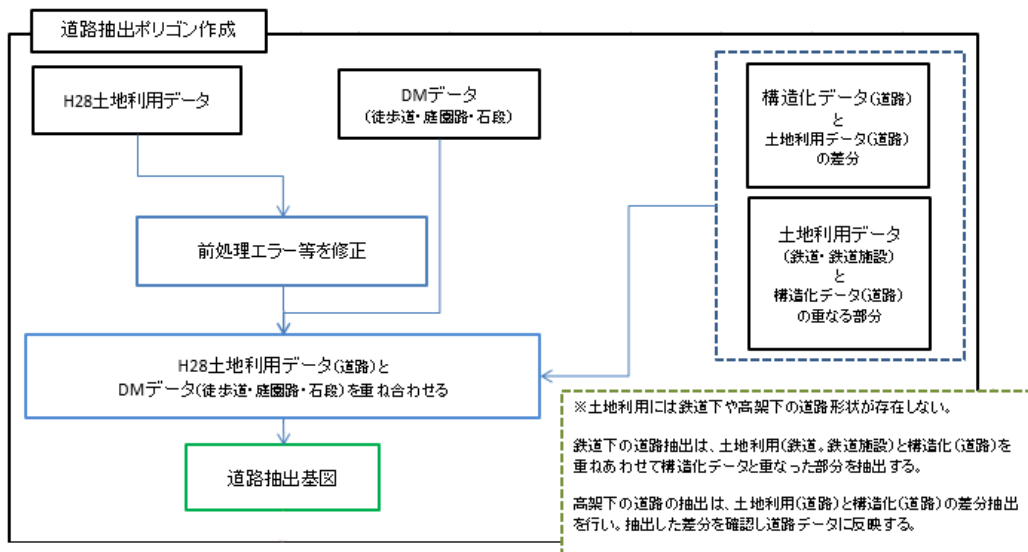 道路抽出ポリゴン作成
H28土地利用データ
DMデータ
(徒歩道・庭園路・石段)
構造化データ(道路)
と
土地利用データ(道路)
の差分
前処理エラー等を修正
土地利用データ
(鉄道・鉄道施設)
と
構造化データ(道路)
の重なる部分
H28土地利用データ(道路)と
DMデータ(徒歩道・庭園路・石段)を重ね合わせる
道路抽出基図
※土地利用には鉄道下や高架下の道路形状が存在しない。
鉄道下の道路抽出は、土地利用(鉄道。鉄道施設)と構造化(道路)を
重ねあわせて構造化データと重なった部分を抽出する。
高架下の道路の抽出は、土地利用(道路)と構造化(道路)の差分抽出
を行い。抽出した差分を確認し道路データに反映する。